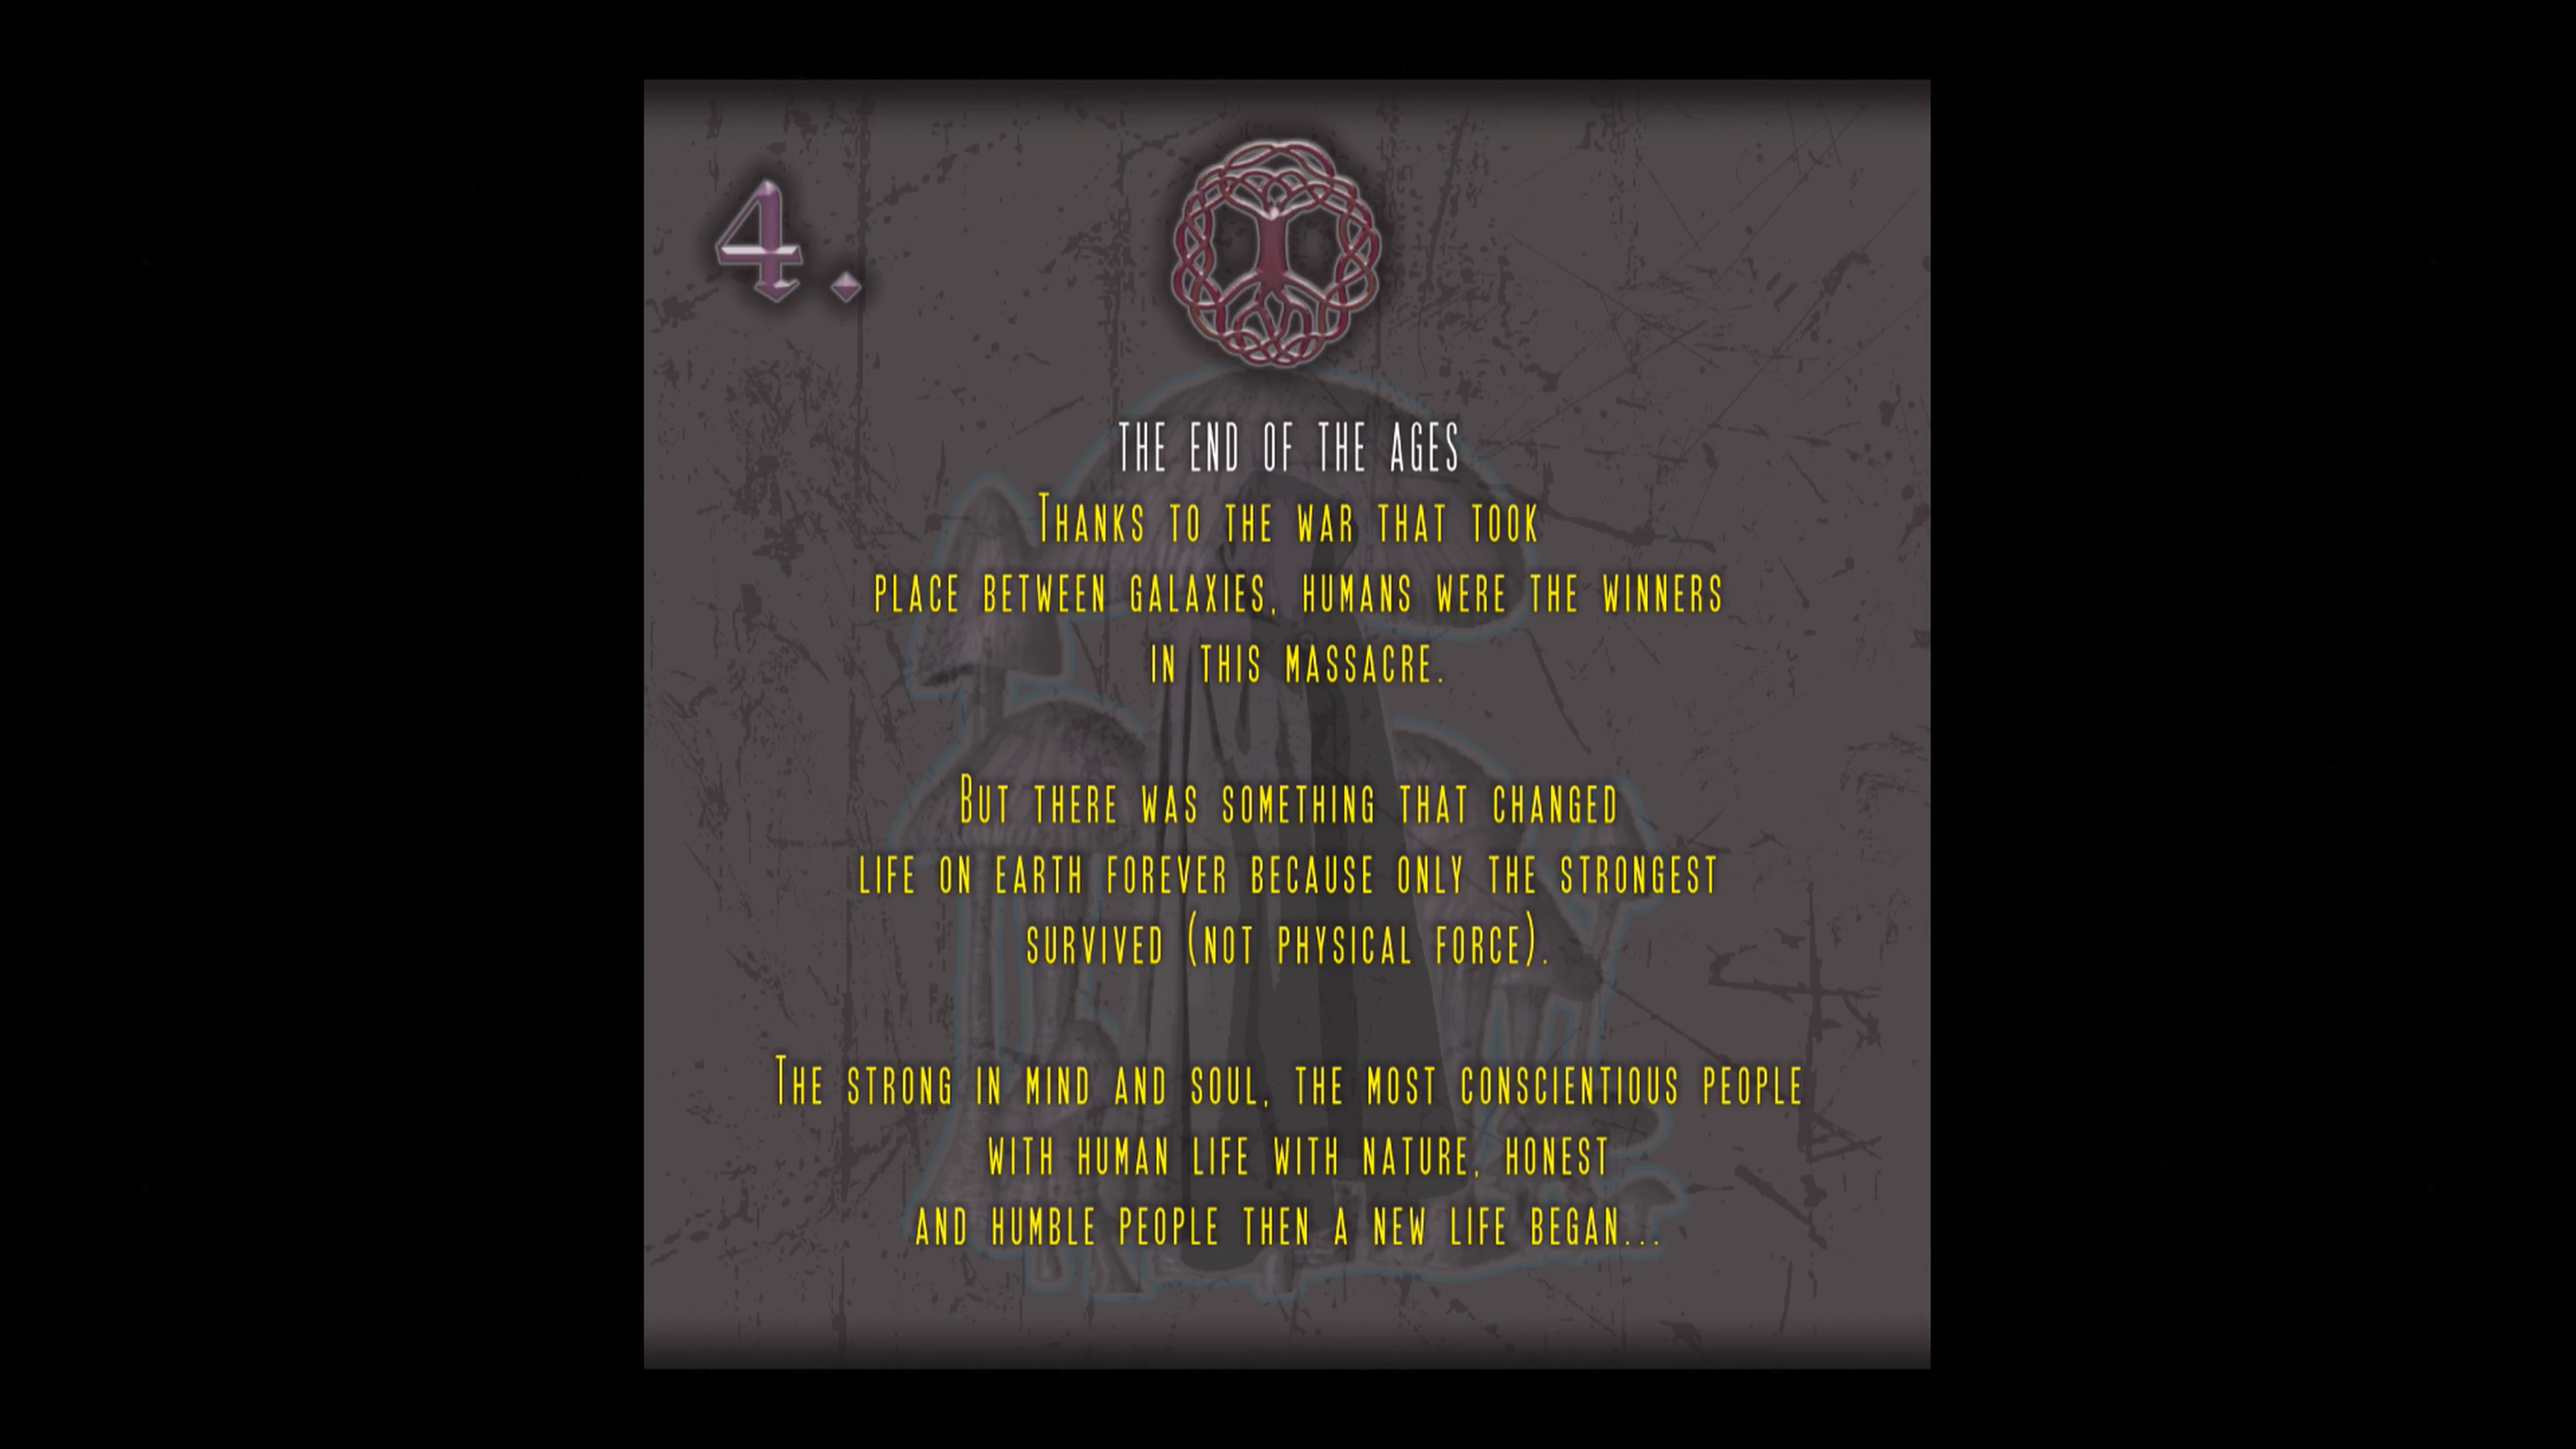 4.
THE END OF THE AGES
THANKS TO THE WAR THAT TOOK
PLACE BETWEEN GALAXIES, HUMANS WERE THE WINNERS
IN THIS MASSACRE.
BUT THERE WAS SOMETHING THAT CHANGED
LIFE ON EARTH FOREVER BECAUSE ONLY THE STRONGEST
SURVIVED (NOT PHYSICAL FORCE).
THE STRONG IN MIND AND SOUL, THE MOST CONSCIENTIOUS PEOPLE
WITH HUMAN LIFE WITH NATURE, HONEST
AND HUMBLE PEOPLE THEN A NEW LIFE BEGAN...